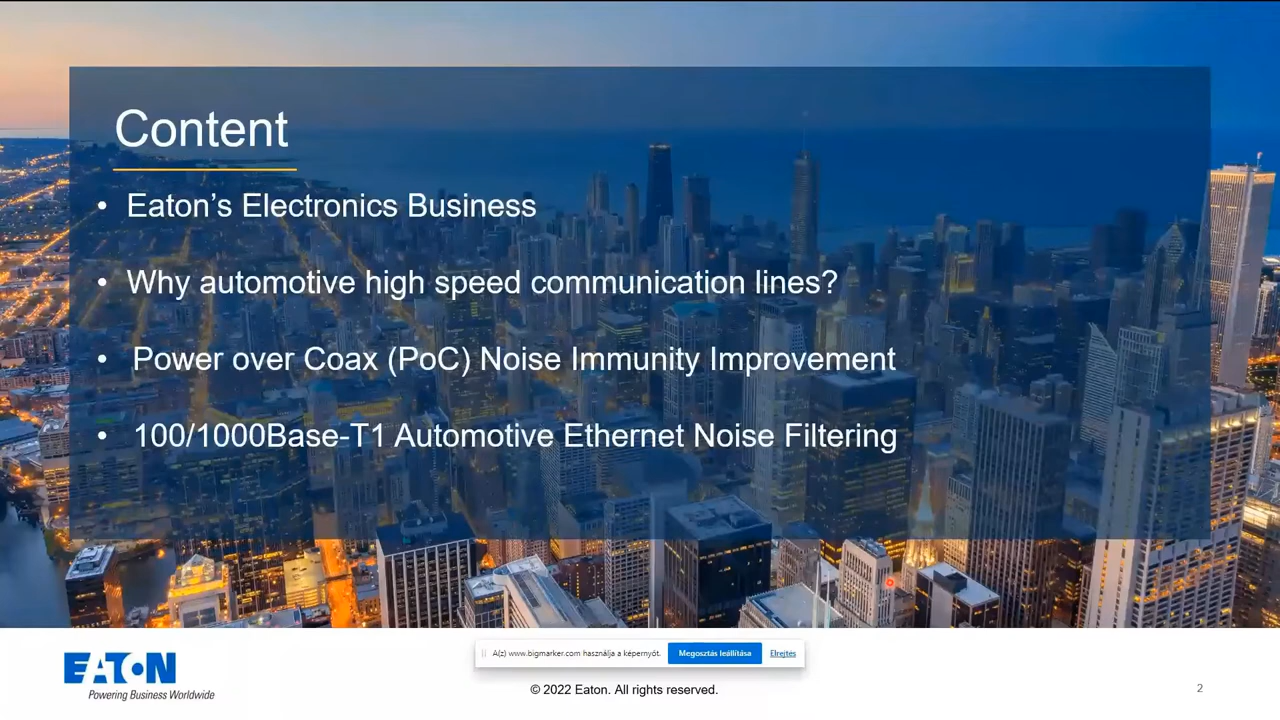 Content
• Eaton’s Electronics Business
• Why automotive high speed communication lines?
• Power over Coax (PoC) Noise Immunity Improvement
• 100/1000Base-T1 Automotive Ethernet Noise Filtering
A(z) www.bigmarker.com használja a képernyőt. Megosztás leállítása Elrejtés
EATON
Powering Business Worldwide
© 2022 Eaton. All rights reserved.
2